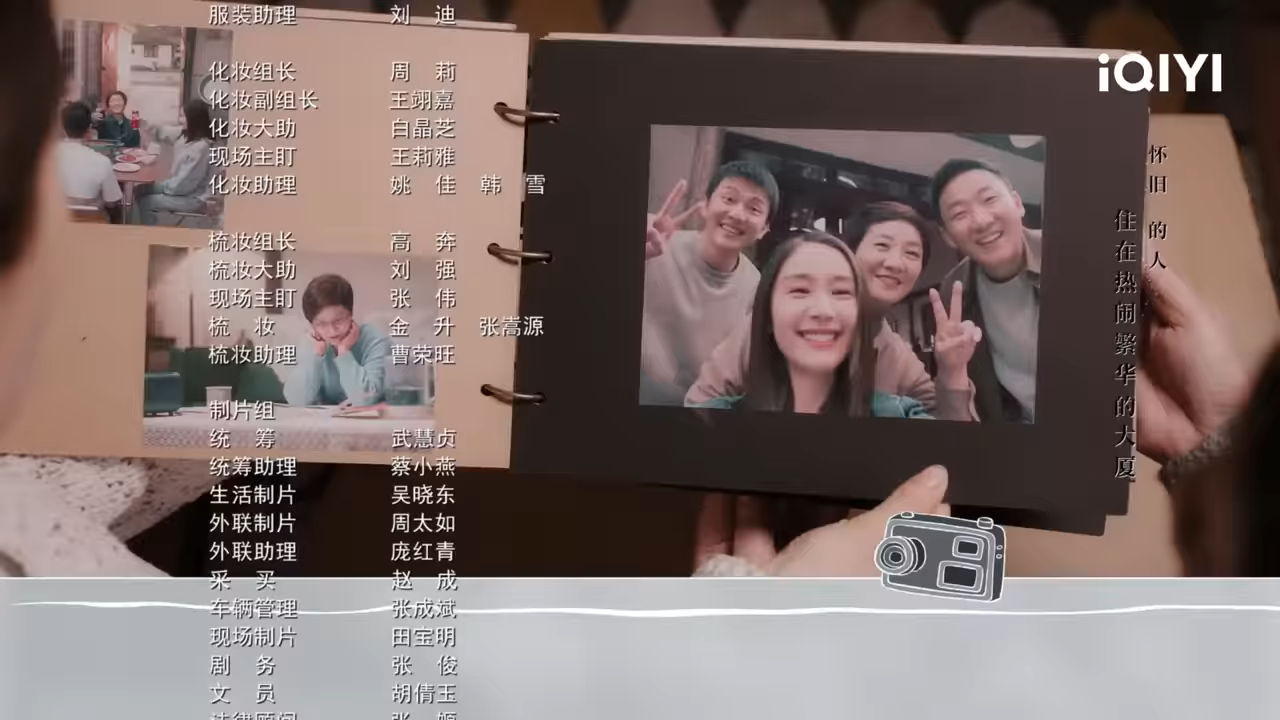 服装助理 刘 迪
化妆组长 周 莉
化妆副组长 王翊嘉
化妆大助 白晶芝
现场主盯 王莉雅
化妆助理 姚 佳 韩 雪
梳妆组长 高 奔
梳妆大助 刘 强
现场主盯 张 伟
梳 妆 金 升 张嵩源
梳妆助理 曹荣旺
制片组
统 筹 武慧贞
统筹助理 蔡小燕
生活制片 吴晓东
外联制片 周太如
外联助理 庞红青
采 买 赵 成
车辆管理 张成斌
现场制片 田宝明
剧 务 张 俊
文 员 胡倩玉
法律顾问 张
iQIYI
怀旧 的人
住在热闹繁华的大厦